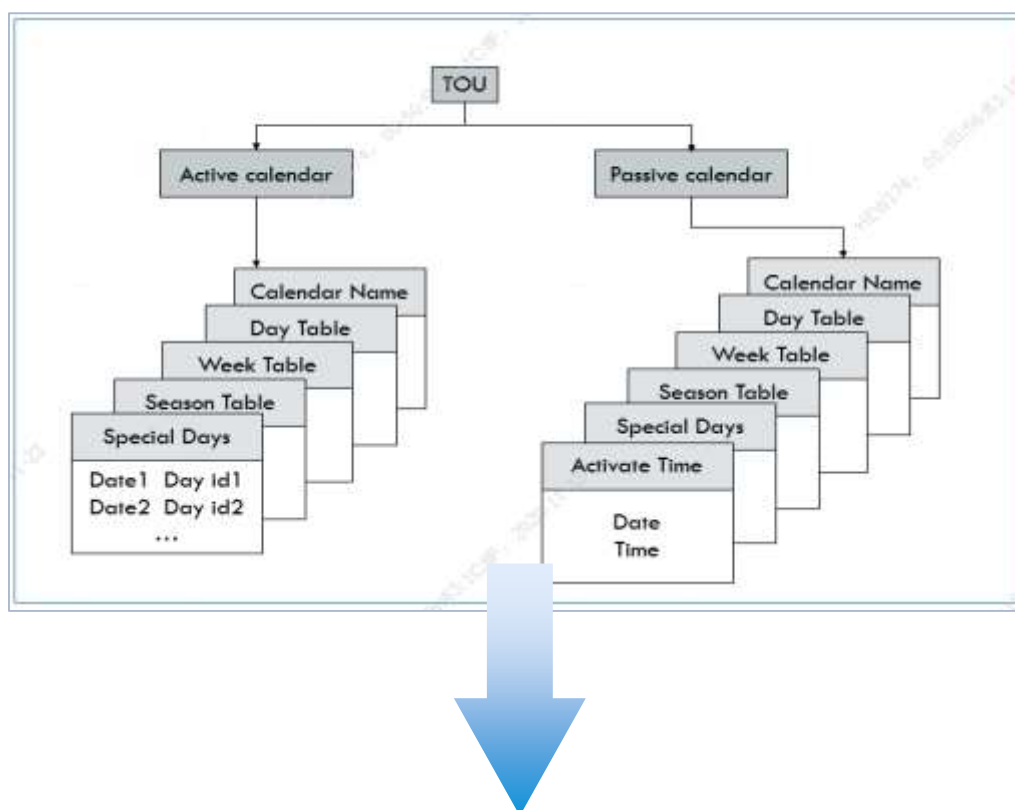 TOU
Active calendar
Passive calendar
Calendar Name
Day Table
Week Table
Season Table
Special Days
Date1 Day id1
Date2 Day id2
...
Calendar Name
Day Table
Week Table
Season Table
Special Days
Activate Time
Date
Time